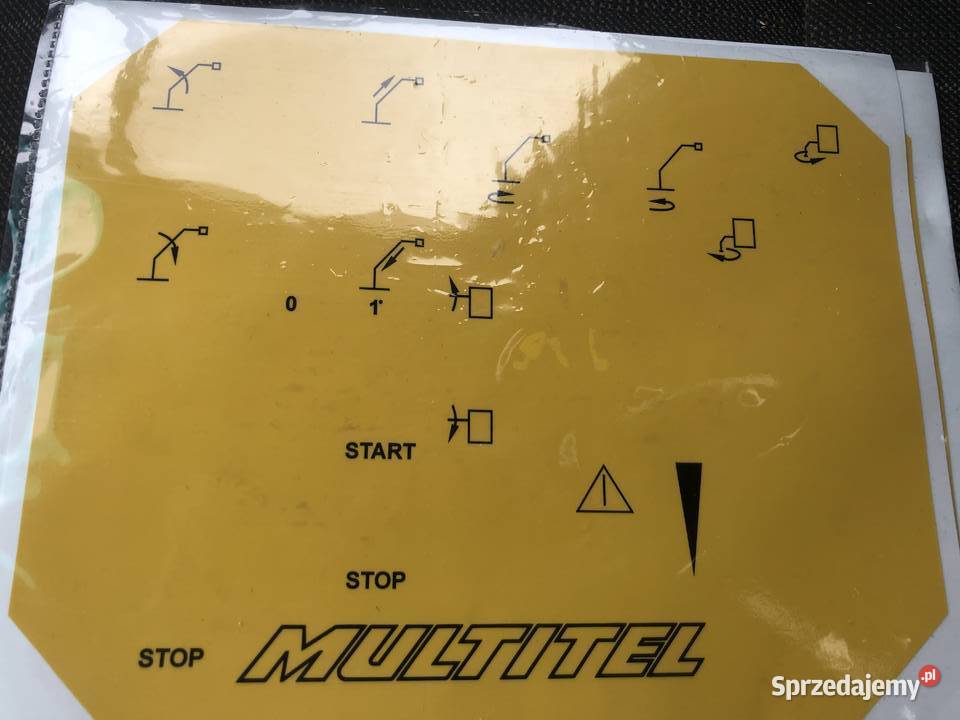 0 1°
START
STOP
STOP
MULTITEL
Sprzedajemy.pl